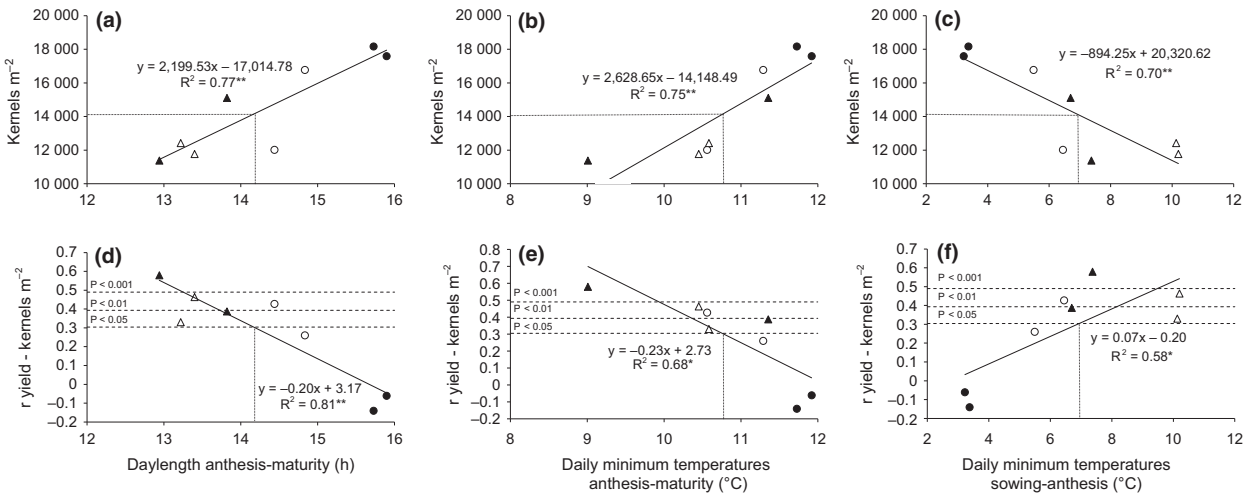 (a)
Kernels m−2
20 000
18 000
16 000
14 000
12 000
10 000
12 13 14 15 16
y = 2,199.53x − 17,014.78
R2 = 0.77**
(b)
Kernels m−2
20 000
18 000
16 000
14 000
12 000
10 000
8 9 10 11 12
y = 2,628.65x − 14,148.49
R2 = 0.75**
(c)
Kernels m−2
20 000
18 000
16 000
14 000
12 000
10 000
2 4 6 8 10 12
y = −894.25x + 20,320.62
R2 = 0.70**
(d)
r yield - kernels m−2
0.7
0.6
0.5
0.4
0.3
0.2
0.1
0
−0.1
−0.2
P < 0.001
P < 0.01
P < 0.05
y = −0.20x + 3.17
R2 = 0.81**
12 13 14 15 16
Daylength anthesis-maturity (h)
(e)
r yield - kernels m−2
0.8
0.7
0.6
0.5
0.4
0.3
0.2
0.1
0
−0.1
−0.2
P < 0.001
P < 0.01
P < 0.05
y = −0.23x + 2.73
R2 = 0.68*
8 9 10 11 12
Daily minimum temperatures
anthesis-maturity (°C)
(f)
r yield - kernels m−2
0.7
0.6
0.5
0.4
0.3
0.2
0.1
0
−0.1
−0.2
P < 0.001
P < 0.01
P < 0.05
y = 0.07x − 0.20
R2 = 0.58*
2 4 6 8 10 12
Daily minimum temperatures
sowing-anthesis (°C)